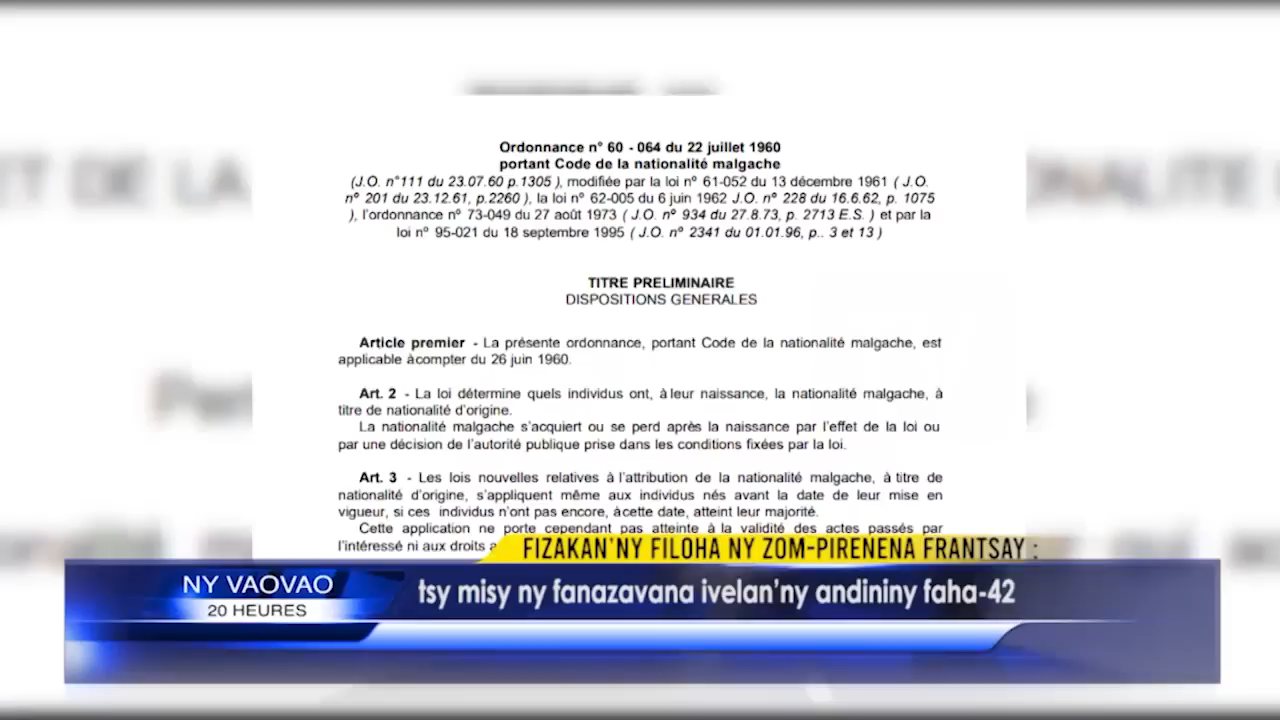 Ordonnance n° 60 - 064 du 22 juillet 1960
portant Code de la nationalité malgache
(J.O. n°111 du 23.07.60 p.1305 ), modifiée par la loi nº 61-052 du 13 décembre 1961 ( J.O.
nº 201 du 23.12.61, p.2260 ), la loi nº 62-005 du 6 juin 1962 J.O. nº 228 du 16.6.62, p. 1075
), l'ordonnance nº 73-049 du 27 août 1973 ( J.O. nº 934 du 27.8.73, p. 2713 E.S. ) et par la
loi nº 95-021 du 18 septembre 1995 ( J.O. nº 2341 du 01.01.96, p.. 3 et 13 )
TITRE PRELIMINAIRE
DISPOSITIONS GENERALES
Article premier - La présente ordonnance, portant Code de la nationalité malgache, est
applicable àcompter du 26 juin 1960.
Art. 2 - La loi détermine quels individus ont, àleur naissance, la nationalité malgache, à
titre de nationalité d'origine.
La nationalité malgache s'acquiert ou se perd après la naissance par l'effet de la loi ou
par une décision de l'autorité publique prise dans les conditions fixées par la loi.
Art. 3 - Les lois nouvelles relatives à l'attribution de la nationalité malgache, à titre de
nationalité d'origine, s'appliquent même aux individus nés avant la date de leur mise en
vigueur, si ces individus n'ont pas encore, àcette date, atteint leur majorité.
Cette application ne porte cependant pas atteinte à la validité des actes passés par
l'intéressé ni aux droits a
FIZAKAN'NY FILOHA NY ZOM-PIRENENA FRANTSAY :
NY VAOVAO
20 HEURES
tsy misy ny fanazavana ivelan'ny andininy faha-42